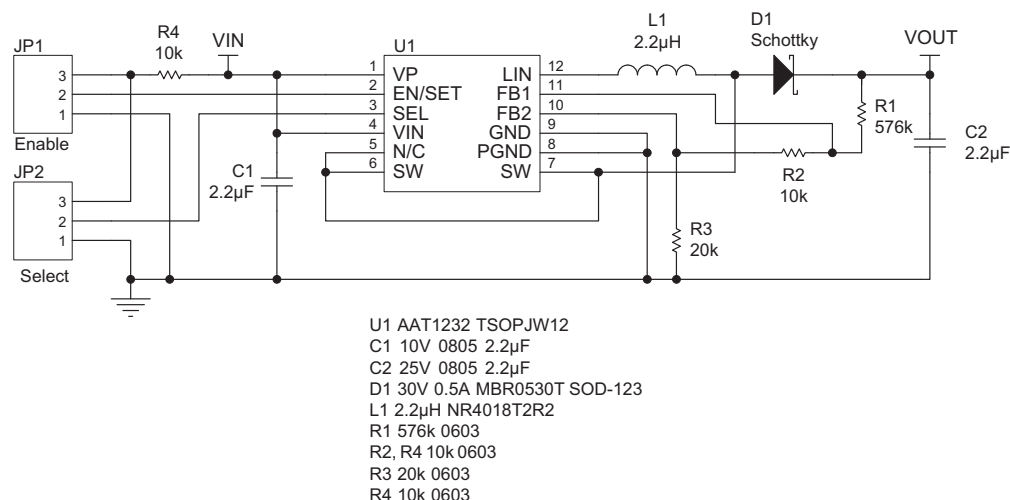 L1
2.2μH
D1
Schottky
VOUT
R4
10k
VIN
JP1
3
2
1
Enable
JP2
3
2
1
Select
U1
1 VP
2 EN/SET
3 SEL
4 VIN
5 N/C
6 SW
LIN 12
FB1 11
FB2 10
GND 9
PGND 8
SW 7
C1
2.2μF
R1
576k
C2
2.2μF
R2
10k
R3
20k
U1 AAT1232 TSOPJW12
C1 10V 0805 2.2μF
C2 25V 0805 2.2μF
D1 30V 0.5A MBR0530T SOD-123
L1 2.2μH NR4018T2R2
R1 576k 0603
R2, R4 10k 0603
R3 20k 0603
R4 10k 0603